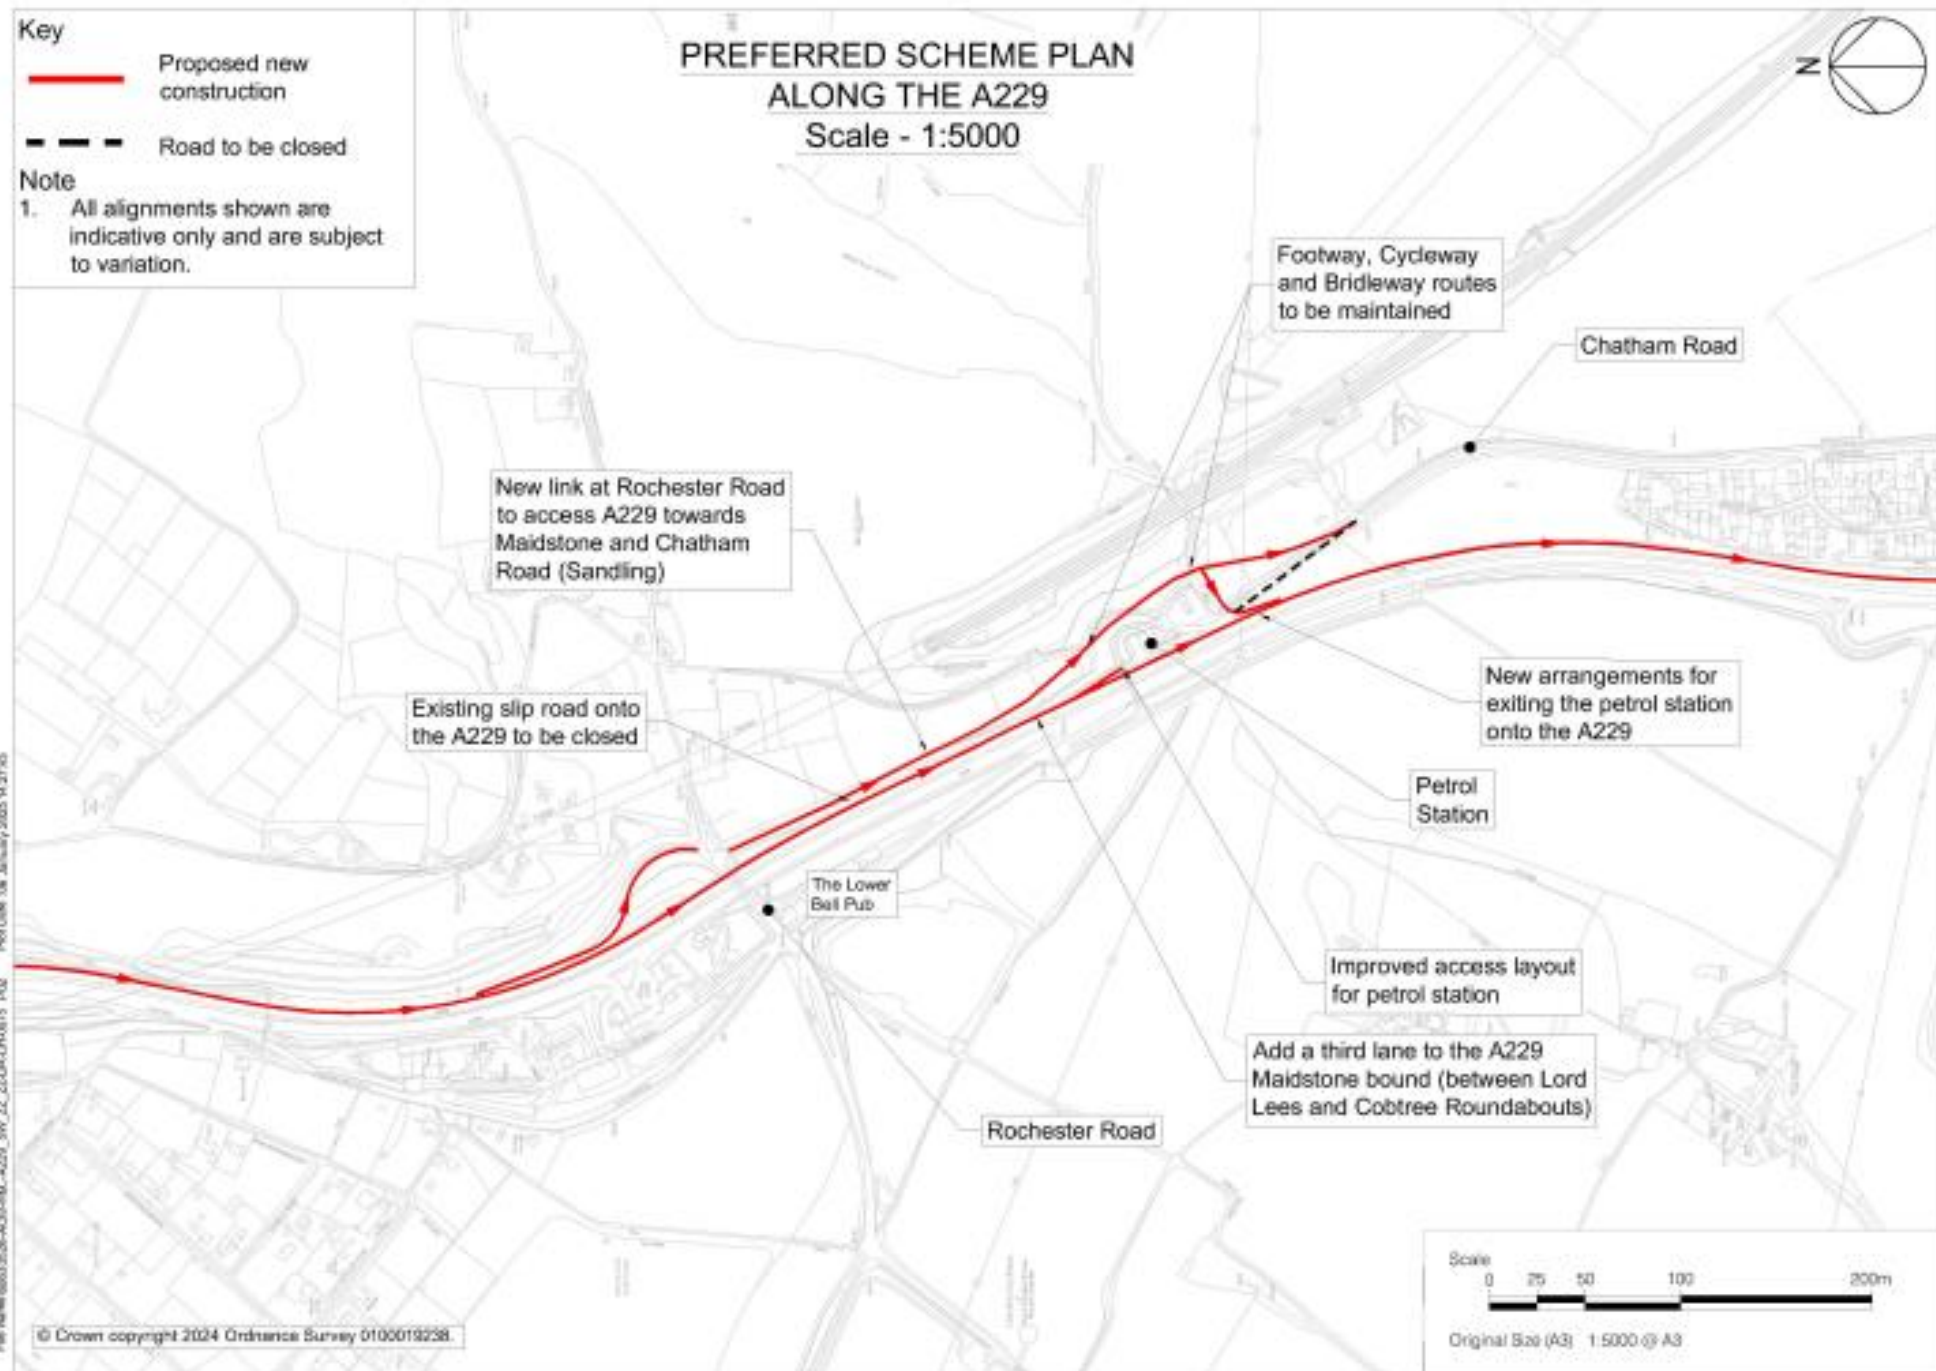 Key
Proposed new
construction
Road to be closed
Note
1. All alignments shown are
indicative only and are subject
to variation.
PREFERRED SCHEME PLAN
ALONG THE A229
Scale - 1:5000
N
Footway, Cycleway
and Bridleway routes
to be maintained
Chatham Road
New link at Rochester Road
to access A229 towards
Maidstone and Chatham
Road (Sandling)
Existing slip road onto
the A229 to be closed
New arrangements for
exiting the petrol station
onto the A229
Petrol
Station
The Lower
Bell Pub
Improved access layout
for petrol station
Add a third lane to the A229
Maidstone bound (between Lord
Lees and Cobtree Roundabouts)
Rochester Road
Scale
0 25 50 100 200m
Original Size (A3) 1:5000 @ A3
© Crown copyright 2024 Ordnance Survey 0100019238.